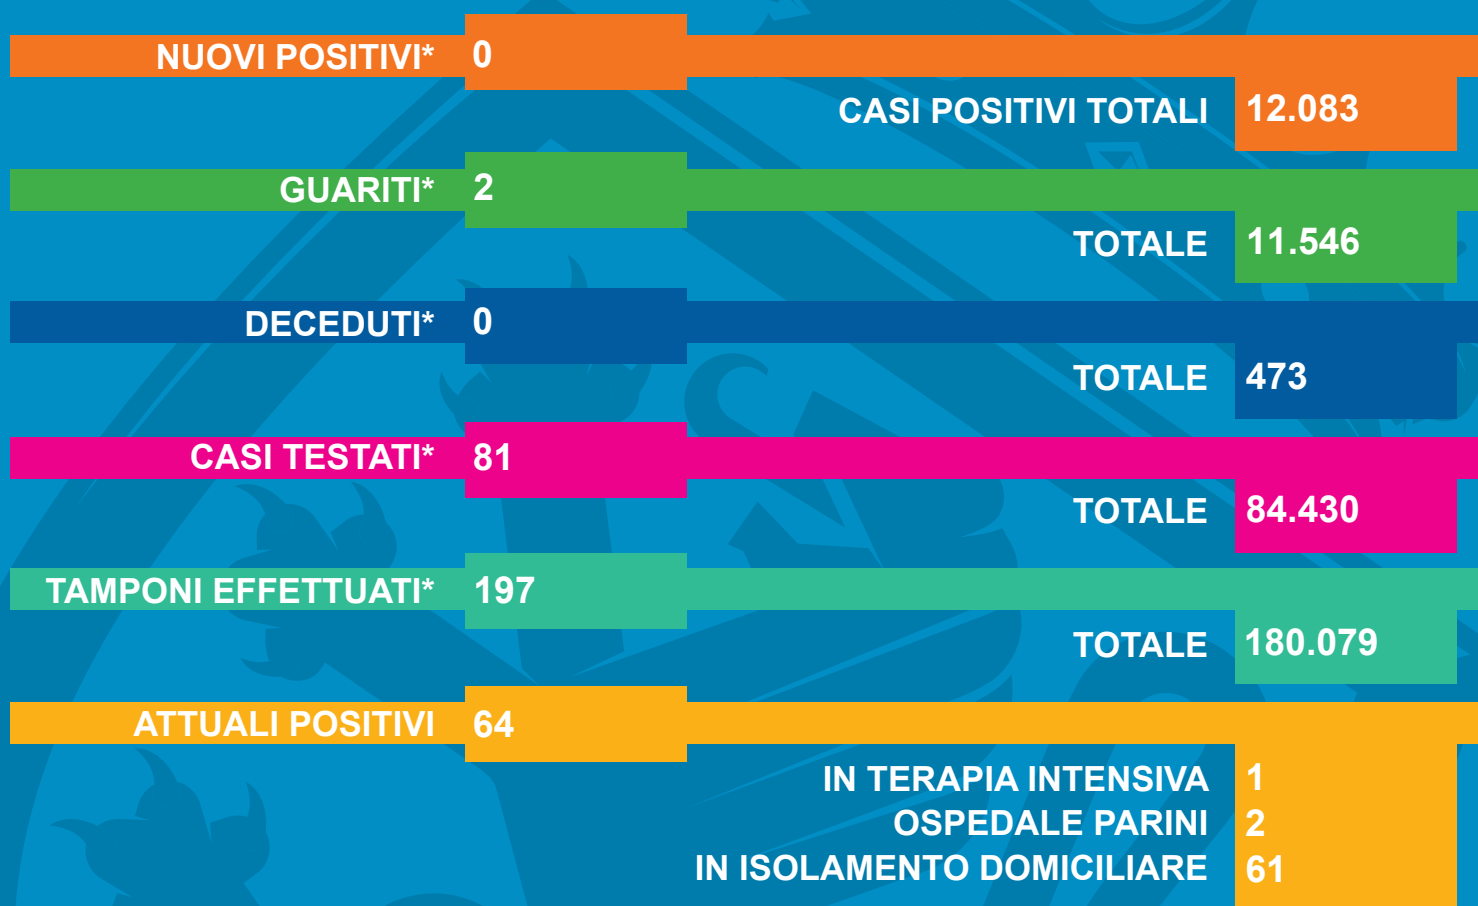 NUOVI POSITIVI* 0
CASI POSITIVI TOTALI 12.083
GUARITI* 2
TOTALE 11.546
DECEDUTI* 0
TOTALE 473
CASI TESTATI* 81
TOTALE 84.430
TAMPONI EFFETTUATI* 197
TOTALE 180.079
ATTUALI POSITIVI 64
IN TERAPIA INTENSIVA 1
OSPEDALE PARINI 2
IN ISOLAMENTO DOMICILIARE 61